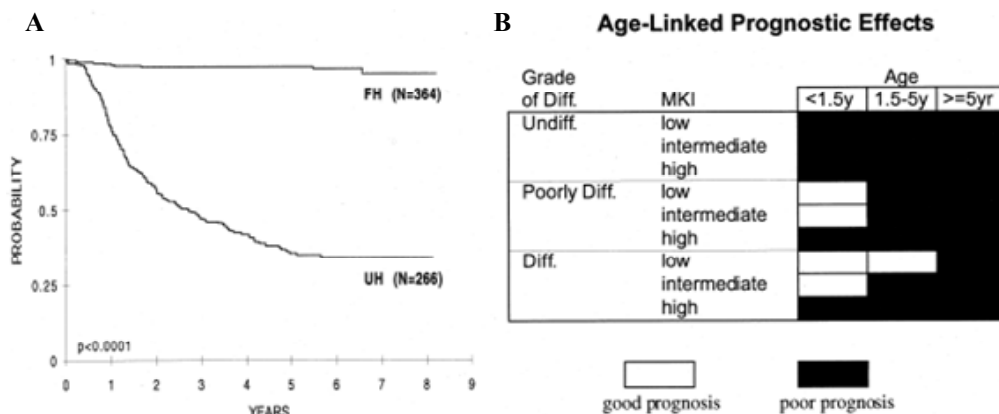 A
1
0.75
0.5
0.25
0
PROBABILITY
FH (N=364)
UH (N=266)
p<0.0001
0 1 2 3 4 5 6 7 8 9
YEARS
B
Age-Linked Prognostic Effects
Grade
of Diff.
MKI
Age
<1.5y 1.5-5y >=5yr
Undiff. low
intermediate
high
Poorly Diff. low
intermediate
high
Diff. low
intermediate
high
good prognosis
poor prognosis